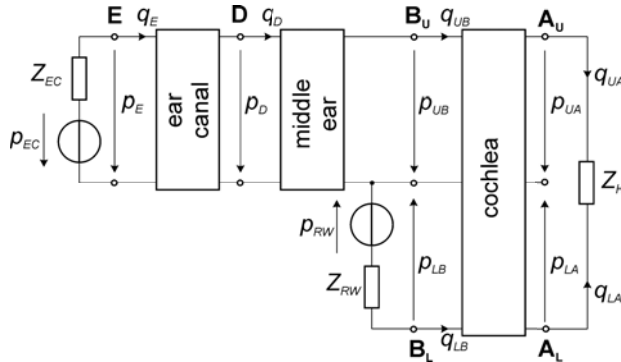 E
q_E
D
q_D
B_U
q_UB
A_U
Z_EC
p_EC
p_E
ear canal
p_D
middle ear
p_UB
cochlea
p_UA
q_UA
Z_H
p_RW
Z_RW
p_LB
p_LA
q_LA
B_L
q_LB
A_L